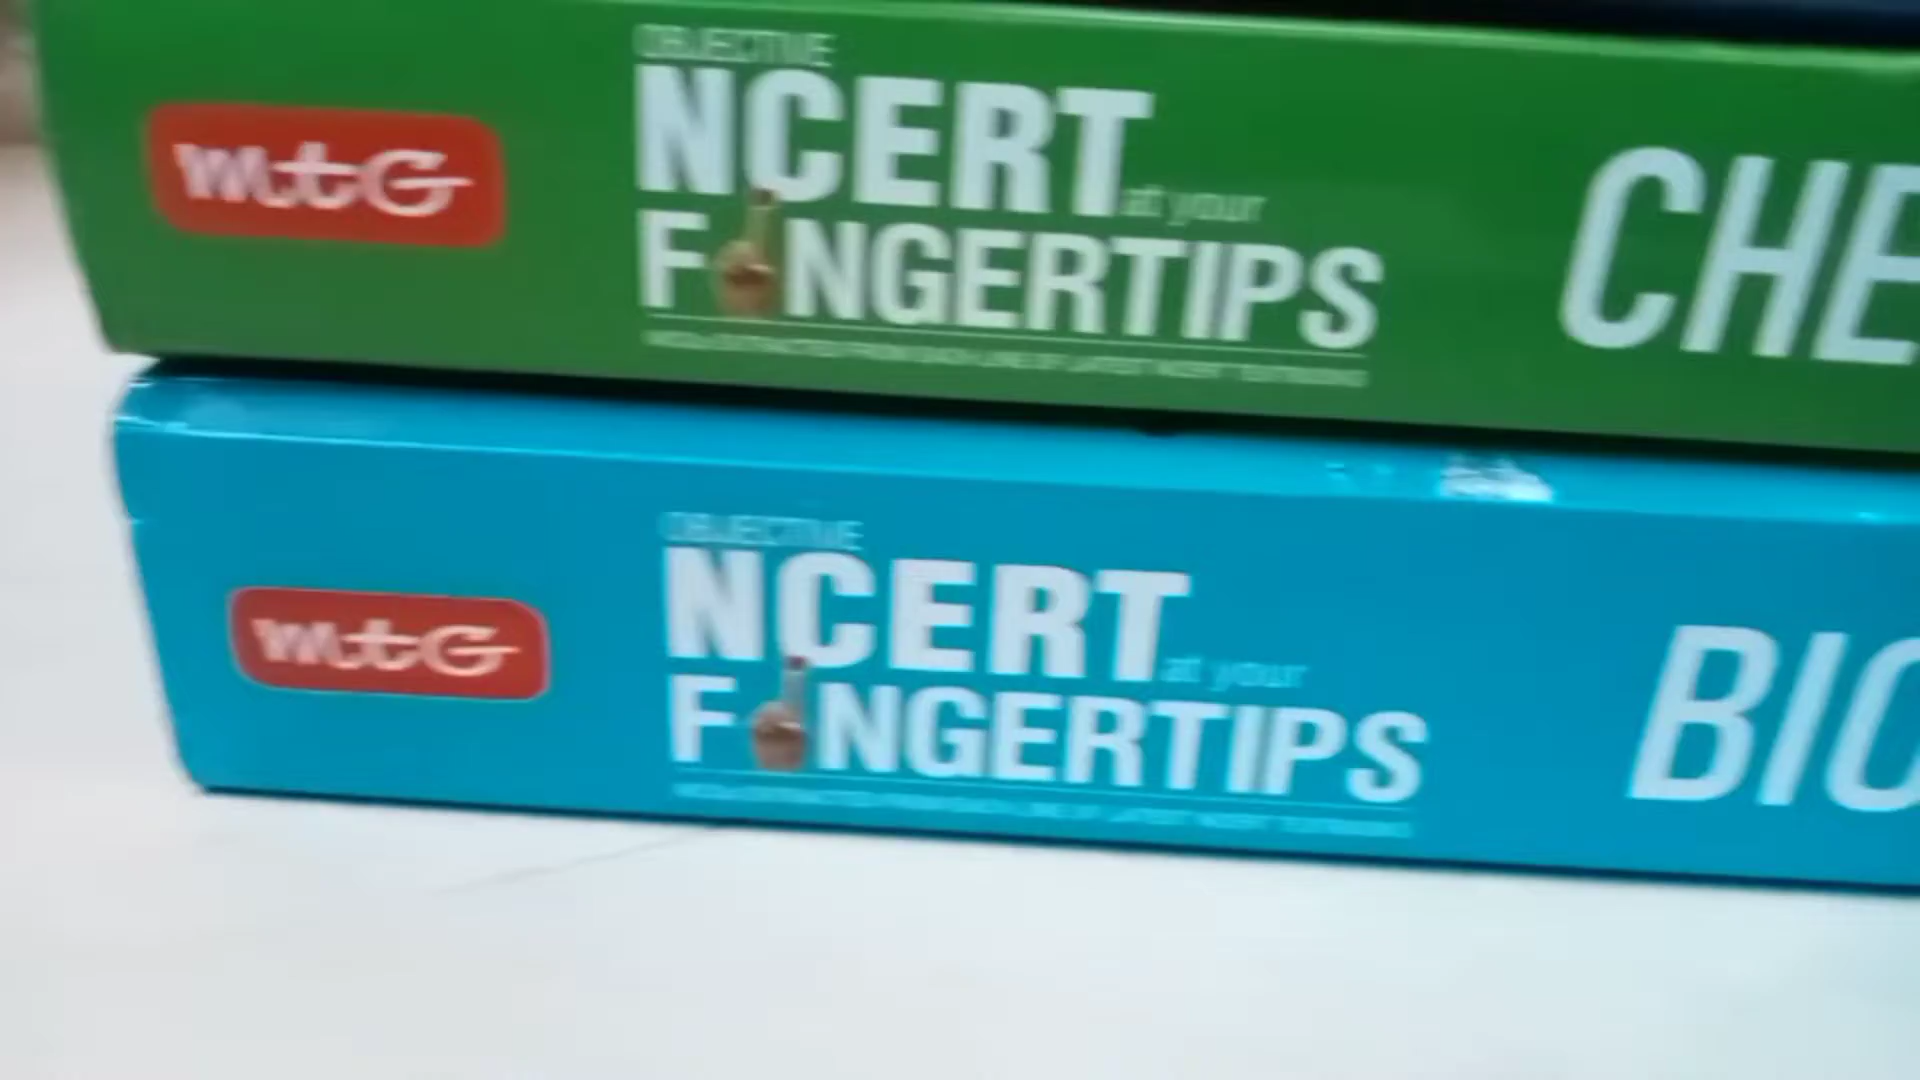 mtG
OBJECTIVE
NCERT at your
FINGERTIPS
CHE
mtG
OBJECTIVE
NCERT at your
FINGERTIPS
BIO